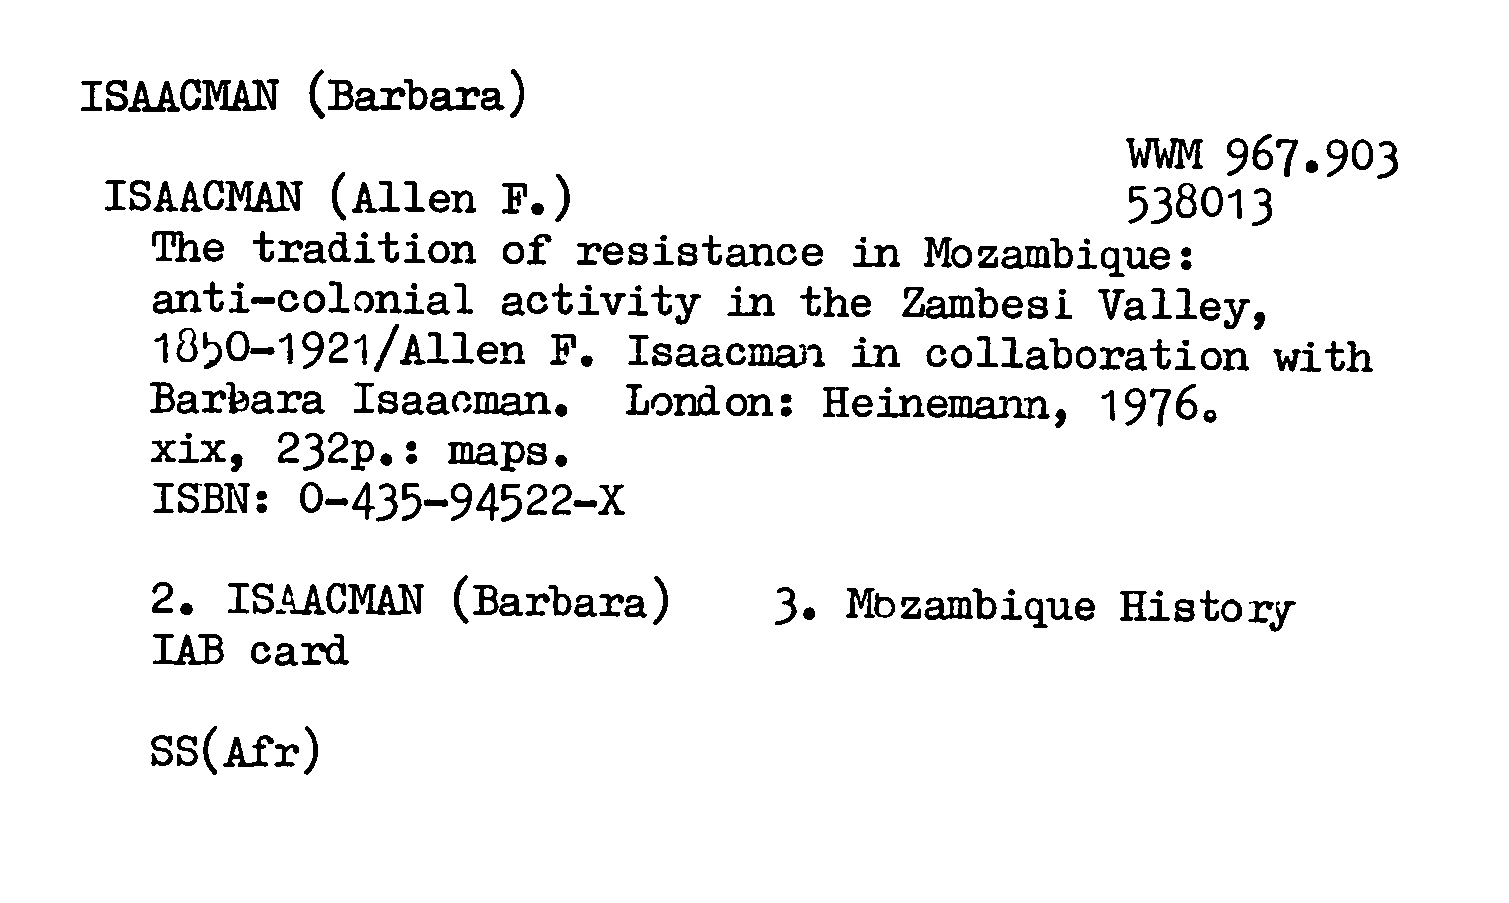 ISAACMAN (Barbara)
WWM 967.903
ISAACMAN (Allen F.)
538013
The tradition of resistance in Mozambique:
anti-colonial activity in the Zambesi Valley,
1850-1921/Allen F. Isaacman in collaboration with
Barbara Isaacman. London: Heinemann, 1976.
xix, 232p.: maps.
ISBN: 0-435-94522-X
2. ISAACMAN (Barbara) 3. Mozambique History
IAB card
SS(Afr)